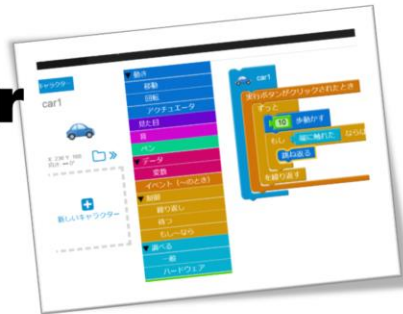 r
キャラクター
car1
新しいキャラクター
▼動き
移動
回転
アクチュエータ
見た目
音
ペン
▼データ
変数
イベント（～のとき）
▼制御
繰り返し
待つ
もし～なら
▼調べる
一般
ハードウェア
car1
実行ボタンがクリックされたとき
ずっと
10 歩動かす
もし 端に触れた ならば
跳ね返る
を繰り返す